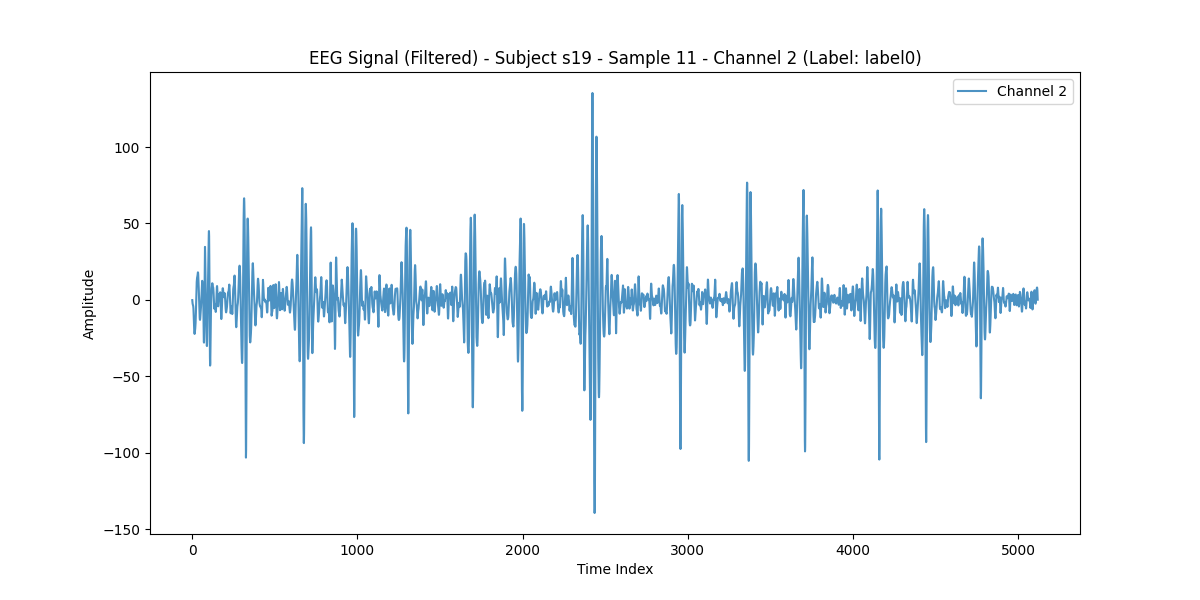 EEG Signal (Filtered) - Subject s19 - Sample 11 - Channel 2 (Label: label0)
Channel 2
100
50
0
−50
−100
−150
Amplitude
0 1000 2000 3000 4000 5000
Time Index